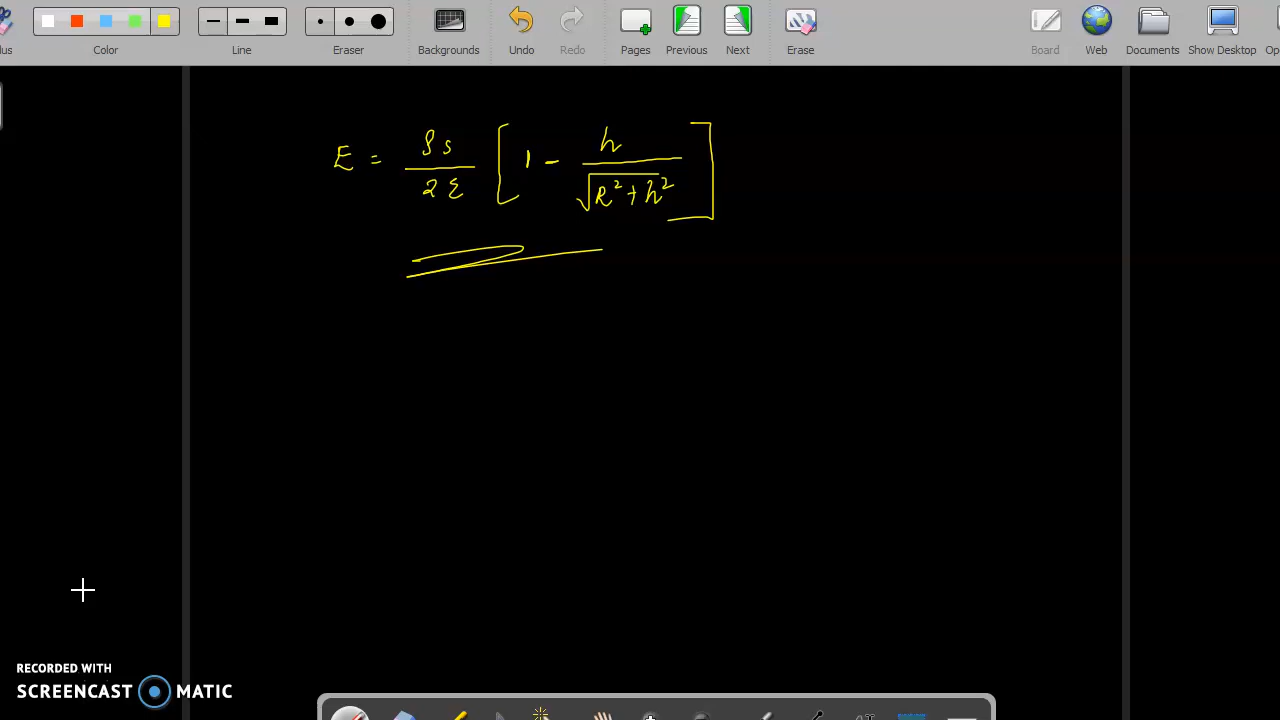 Color Line Eraser Backgrounds Undo Redo Pages Previous Next Erase Board Web Documents Show Desktop
E = ρs / 2ε [ 1 - h / √(R² + h²) ]
RECORDED WITH
SCREENCAST MATIC